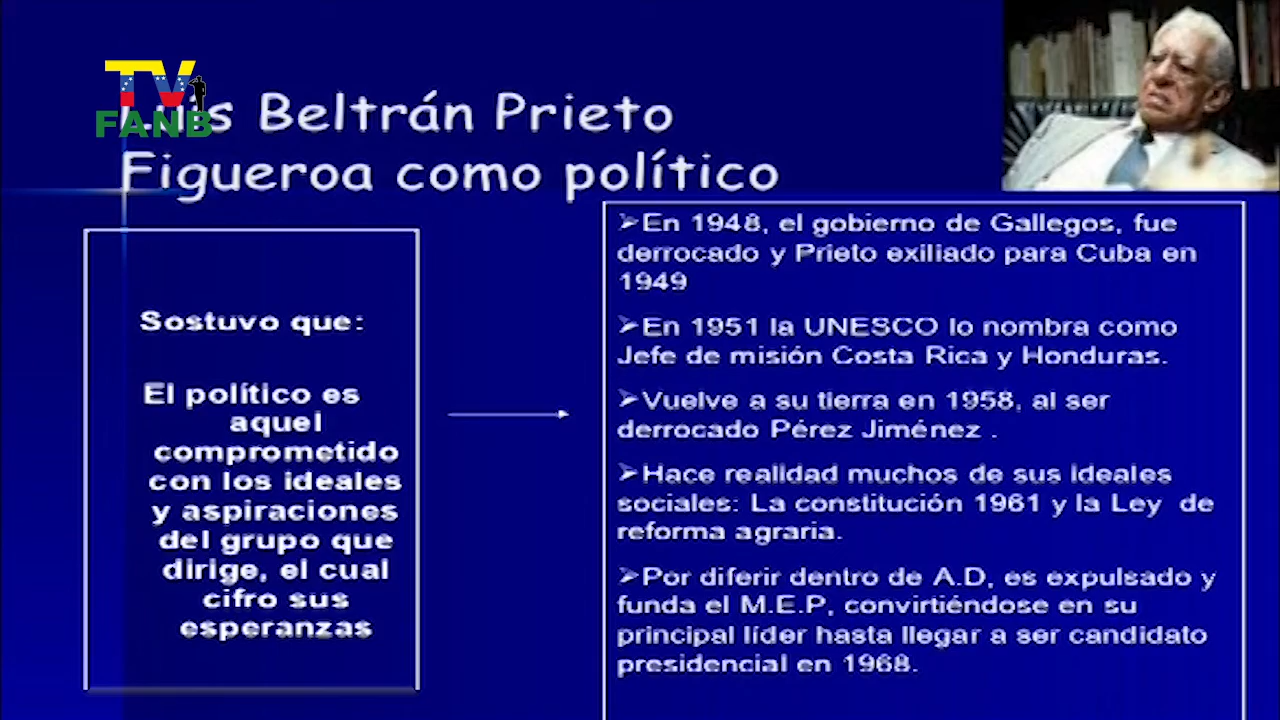 TV
FANB
Luis Beltrán Prieto
Figueroa como político
Sostuvo que:
El político es
aquel
comprometido
con los ideales
y aspiraciones
del grupo que
dirige, el cual
cifro sus
esperanzas
➢En 1948, el gobierno de Gallegos, fue
derrocado y Prieto exiliado para Cuba en
1949
➢En 1951 la UNESCO lo nombra como
Jefe de misión Costa Rica y Honduras.
➢Vuelve a su tierra en 1958, al ser
derrocado Pérez Jiménez .
➢Hace realidad muchos de sus ideales
sociales: La constitución 1961 y la Ley  de
reforma agraria.
➢Por diferir dentro de A.D, es expulsado y
funda el M.E.P, convirtiéndose en su
principal líder hasta llegar a ser candidato
presidencial en 1968.